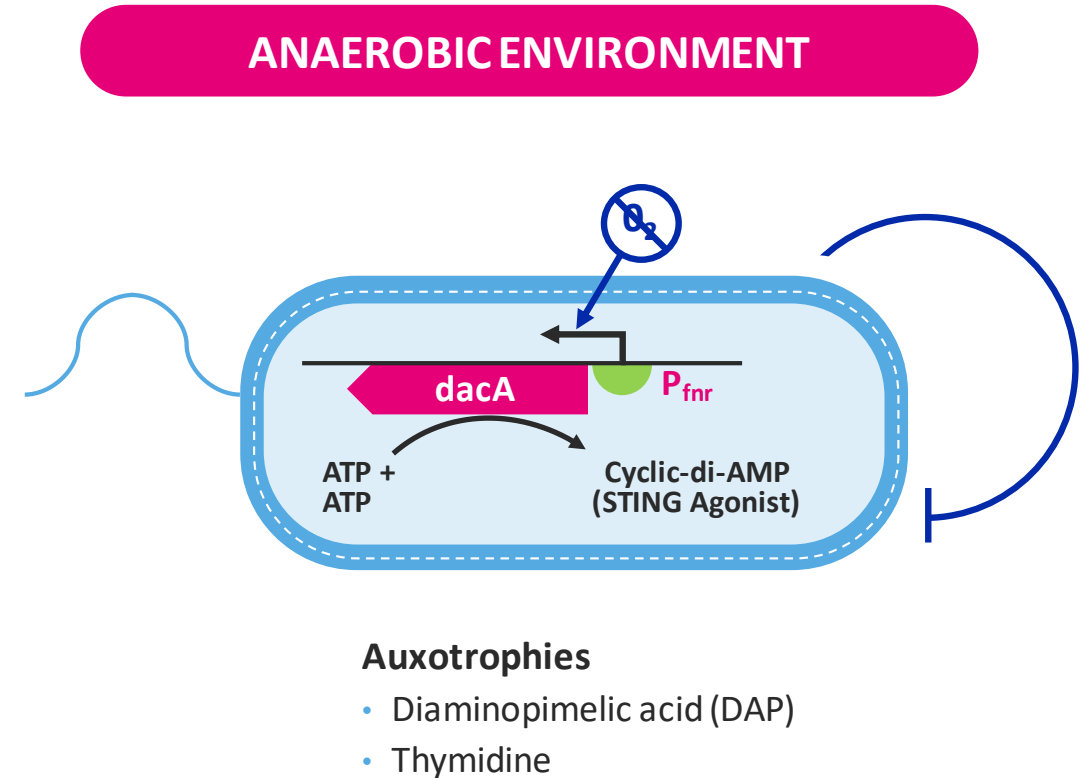 ANAEROBIC ENVIRONMENT
O₂
dacA
Pfnr
ATP +
ATP
Cyclic-di-AMP
(STING Agonist)
Auxotrophies
• Diaminopimelic acid (DAP)
• Thymidine